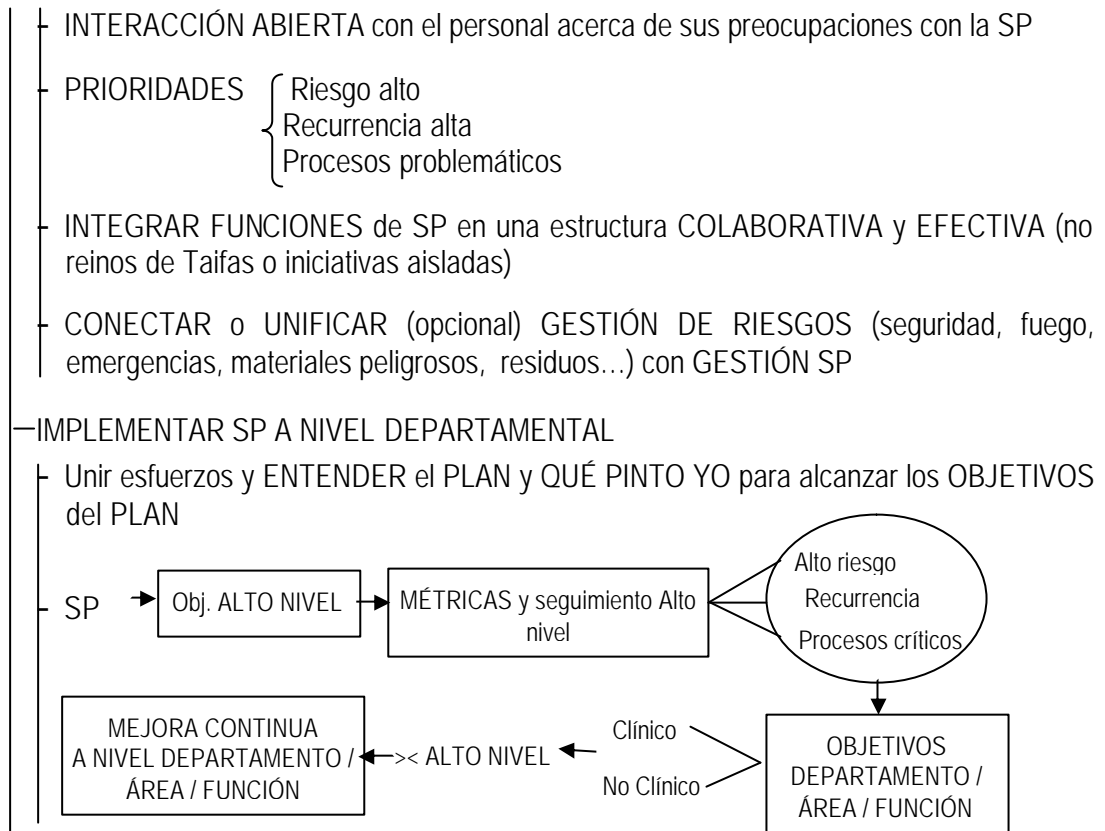 - INTERACCIÓN ABIERTA con el personal acerca de sus preocupaciones con la SP
- PRIORIDADES
Riesgo alto
Recurrencia alta
Procesos problemáticos
- INTEGRAR FUNCIONES de SP en una estructura COLABORATIVA y EFECTIVA (no
reinos de Taifas o iniciativas aisladas)
- CONECTAR o UNIFICAR (opcional) GESTIÓN DE RIESGOS (seguridad, fuego,
emergencias, materiales peligrosos, residuos…) con GESTIÓN SP
IMPLEMENTAR SP A NIVEL DEPARTAMENTAL
- Unir esfuerzos y ENTENDER el PLAN y QUÉ PINTO YO para alcanzar los OBJETIVOS
del PLAN
- SP
Obj. ALTO NIVEL
MÉTRICAS y seguimiento Alto
nivel
Alto riesgo
Recurrencia
Procesos críticos
OBJETIVOS
DEPARTAMENTO /
ÁREA / FUNCIÓN
Clínico
No Clínico
>< ALTO NIVEL
MEJORA CONTINUA
A NIVEL DEPARTAMENTO /
ÁREA / FUNCIÓN